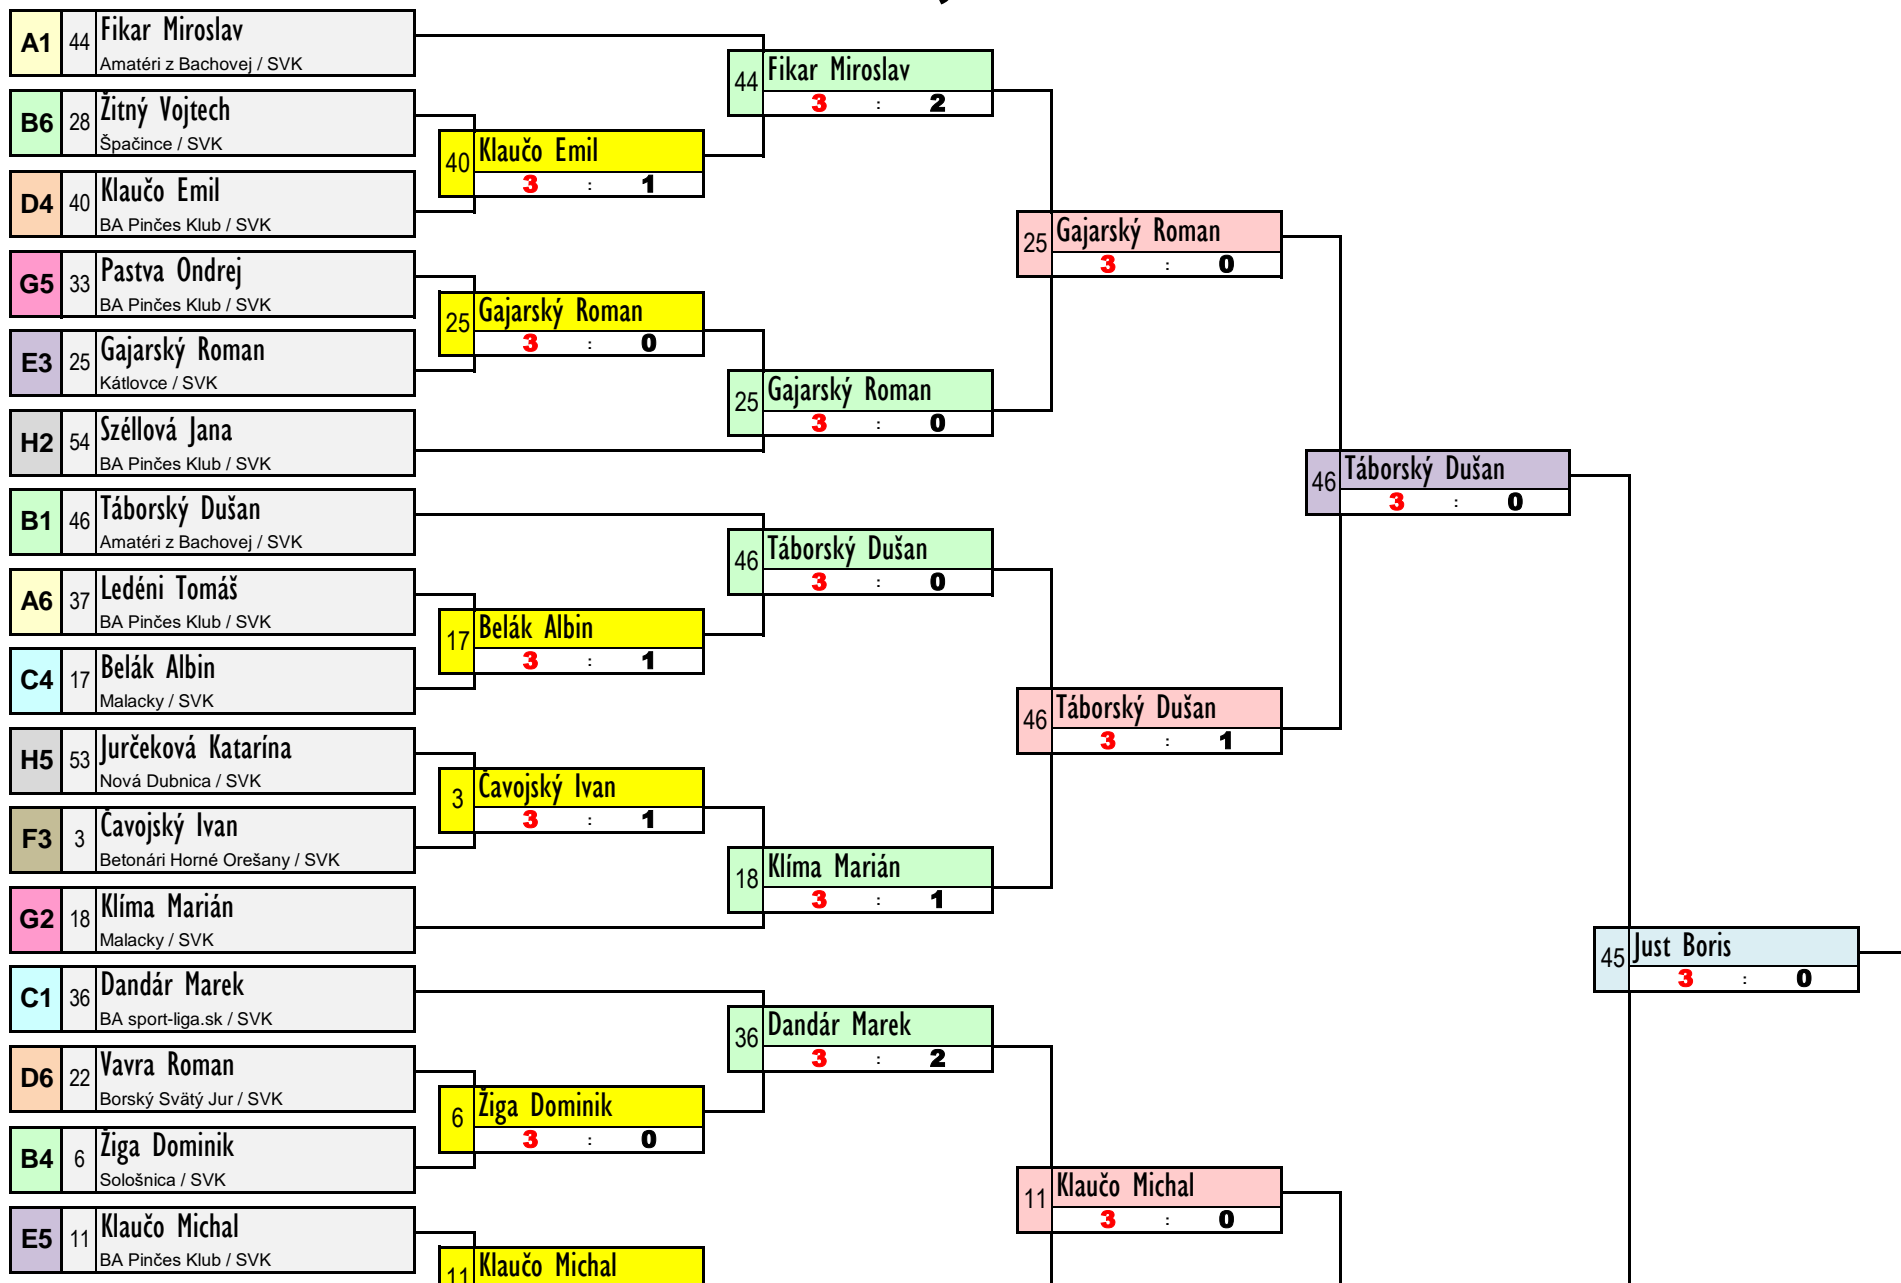 A1 44 Fikar Miroslav
Amatéri z Bachovej / SVK
44 Fikar Miroslav
3 : 2
B6 28 Žitný Vojtech
Špačince / SVK
40 Klaučo Emil
3 : 1
D4 40 Klaučo Emil
BA Pinčes Klub / SVK
25 Gajarský Roman
3 : 0
G5 33 Pastva Ondrej
BA Pinčes Klub / SVK
25 Gajarský Roman
3 : 0
E3 25 Gajarský Roman
Kátlovce / SVK
25 Gajarský Roman
3 : 0
H2 54 Széllová Jana
BA Pinčes Klub / SVK
46 Táborský Dušan
3 : 0
B1 46 Táborský Dušan
Amatéri z Bachovej / SVK
46 Táborský Dušan
3 : 0
A6 37 Ledéni Tomáš
BA Pinčes Klub / SVK
17 Belák Albin
3 : 1
C4 17 Belák Albin
Malacky / SVK
46 Táborský Dušan
3 : 1
H5 53 Jurčeková Katarína
Nová Dubnica / SVK
3 Čavojský Ivan
3 : 1
F3 3 Čavojský Ivan
Betonári Horné Orešany / SVK
18 Klíma Marián
3 : 1
G2 18 Klíma Marián
Malacky / SVK
45 Just Boris
3 : 0
C1 36 Dandár Marek
BA sport-liga.sk / SVK
36 Dandár Marek
3 : 2
D6 22 Vavra Roman
Borský Svätý Jur / SVK
6 Žiga Dominik
3 : 0
B4 6 Žiga Dominik
Sološnica / SVK
11 Klaučo Michal
3 : 0
E5 11 Klaučo Michal
BA Pinčes Klub / SVK
11 Klaučo Michal